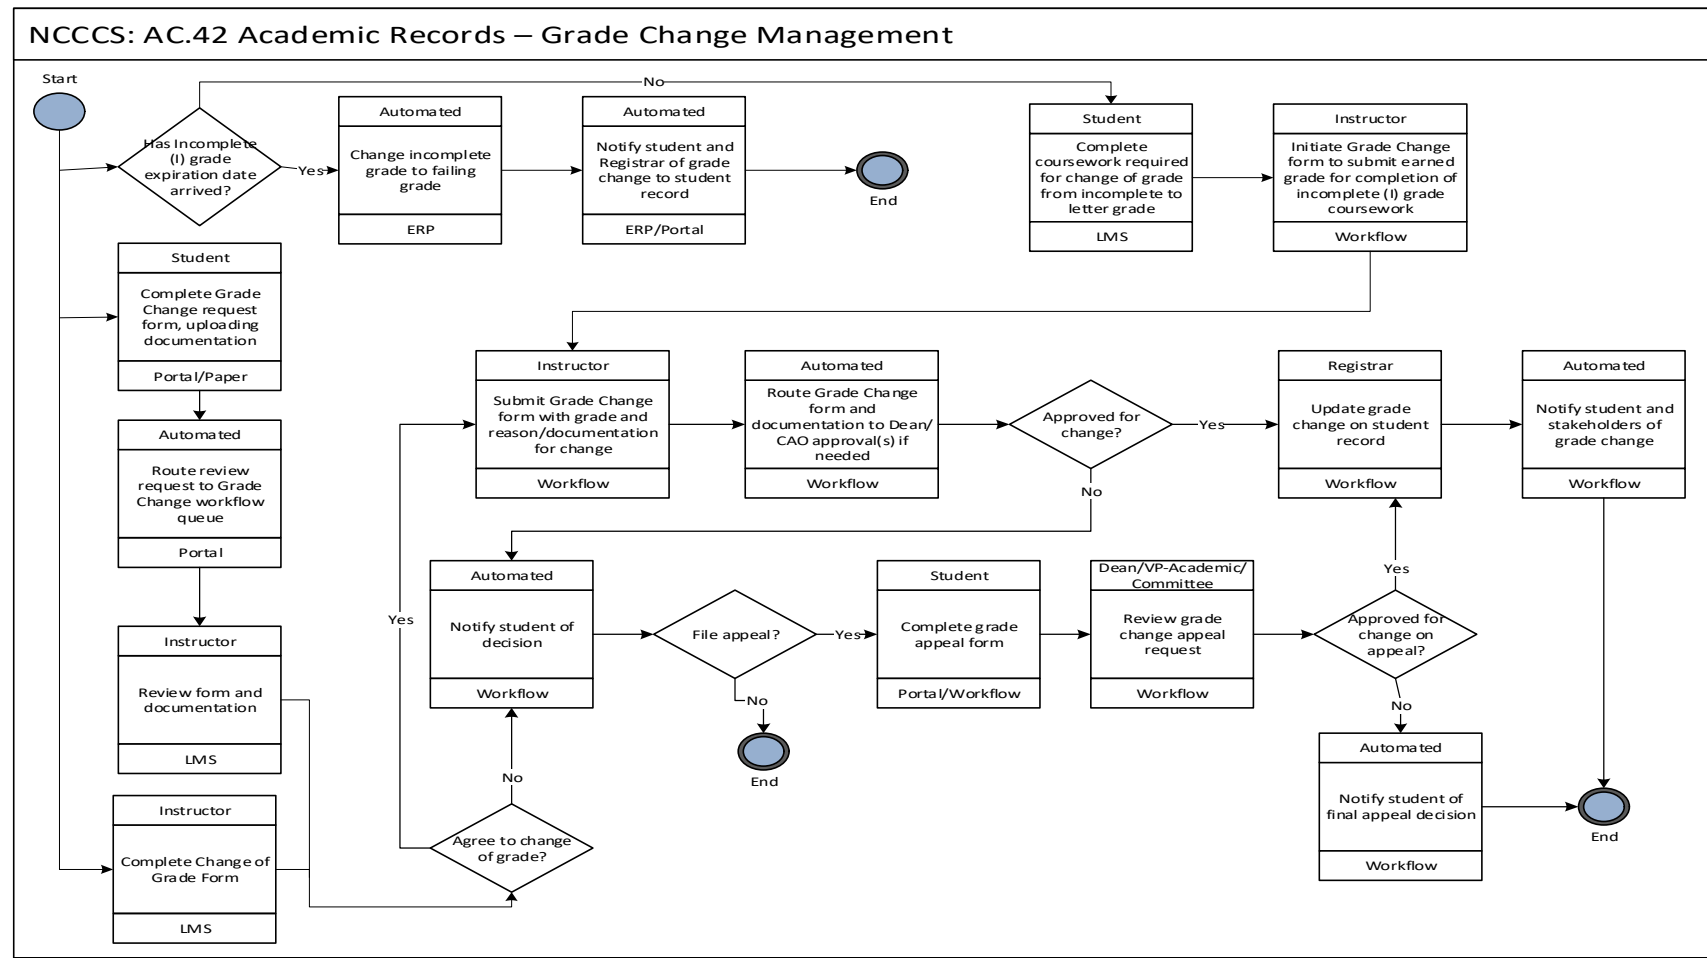 NCCCS: AC.42 Academic Records – Grade Change Management
Start
No
Has Incomplete
(I) grade
expiration date
arrived?
Yes
Automated
Change incomplete
grade to failing
grade
ERP
Automated
Notify student and
Registrar of grade
change to student
record
ERP/Portal
End
Student
Complete
coursework required
for change of grade
from incomplete to
letter grade
LMS
Instructor
Initiate Grade Change
form to submit earned
grade for completion of
incomplete (I) grade
coursework
Workflow
Student
Complete Grade
Change request
form, uploading
documentation
Portal/Paper
Automated
Route review
request to Grade
Change workflow
queue
Portal
Instructor
Review form and
documentation
LMS
Instructor
Complete Change of
Grade Form
LMS
Instructor
Submit Grade Change
form with grade and
reason/documentation
for change
Workflow
Automated
Route Grade Change
form and
documentation to Dean/
CAO approval(s) if
needed
Workflow
Approved for
change?
Yes
No
Registrar
Update grade
change on student
record
Workflow
Automated
Notify student and
stakeholders of
grade change
Workflow
Yes
Automated
Notify student of
decision
Workflow
File appeal?
Yes
No
End
Student
Complete grade
appeal form
Portal/Workflow
Dean/VP-Academic/
Committee
Review grade
change appeal
request
Workflow
Yes
Approved for
change on
appeal?
No
No
Agree to change
of grade?
Automated
Notify student of
final appeal decision
Workflow
End